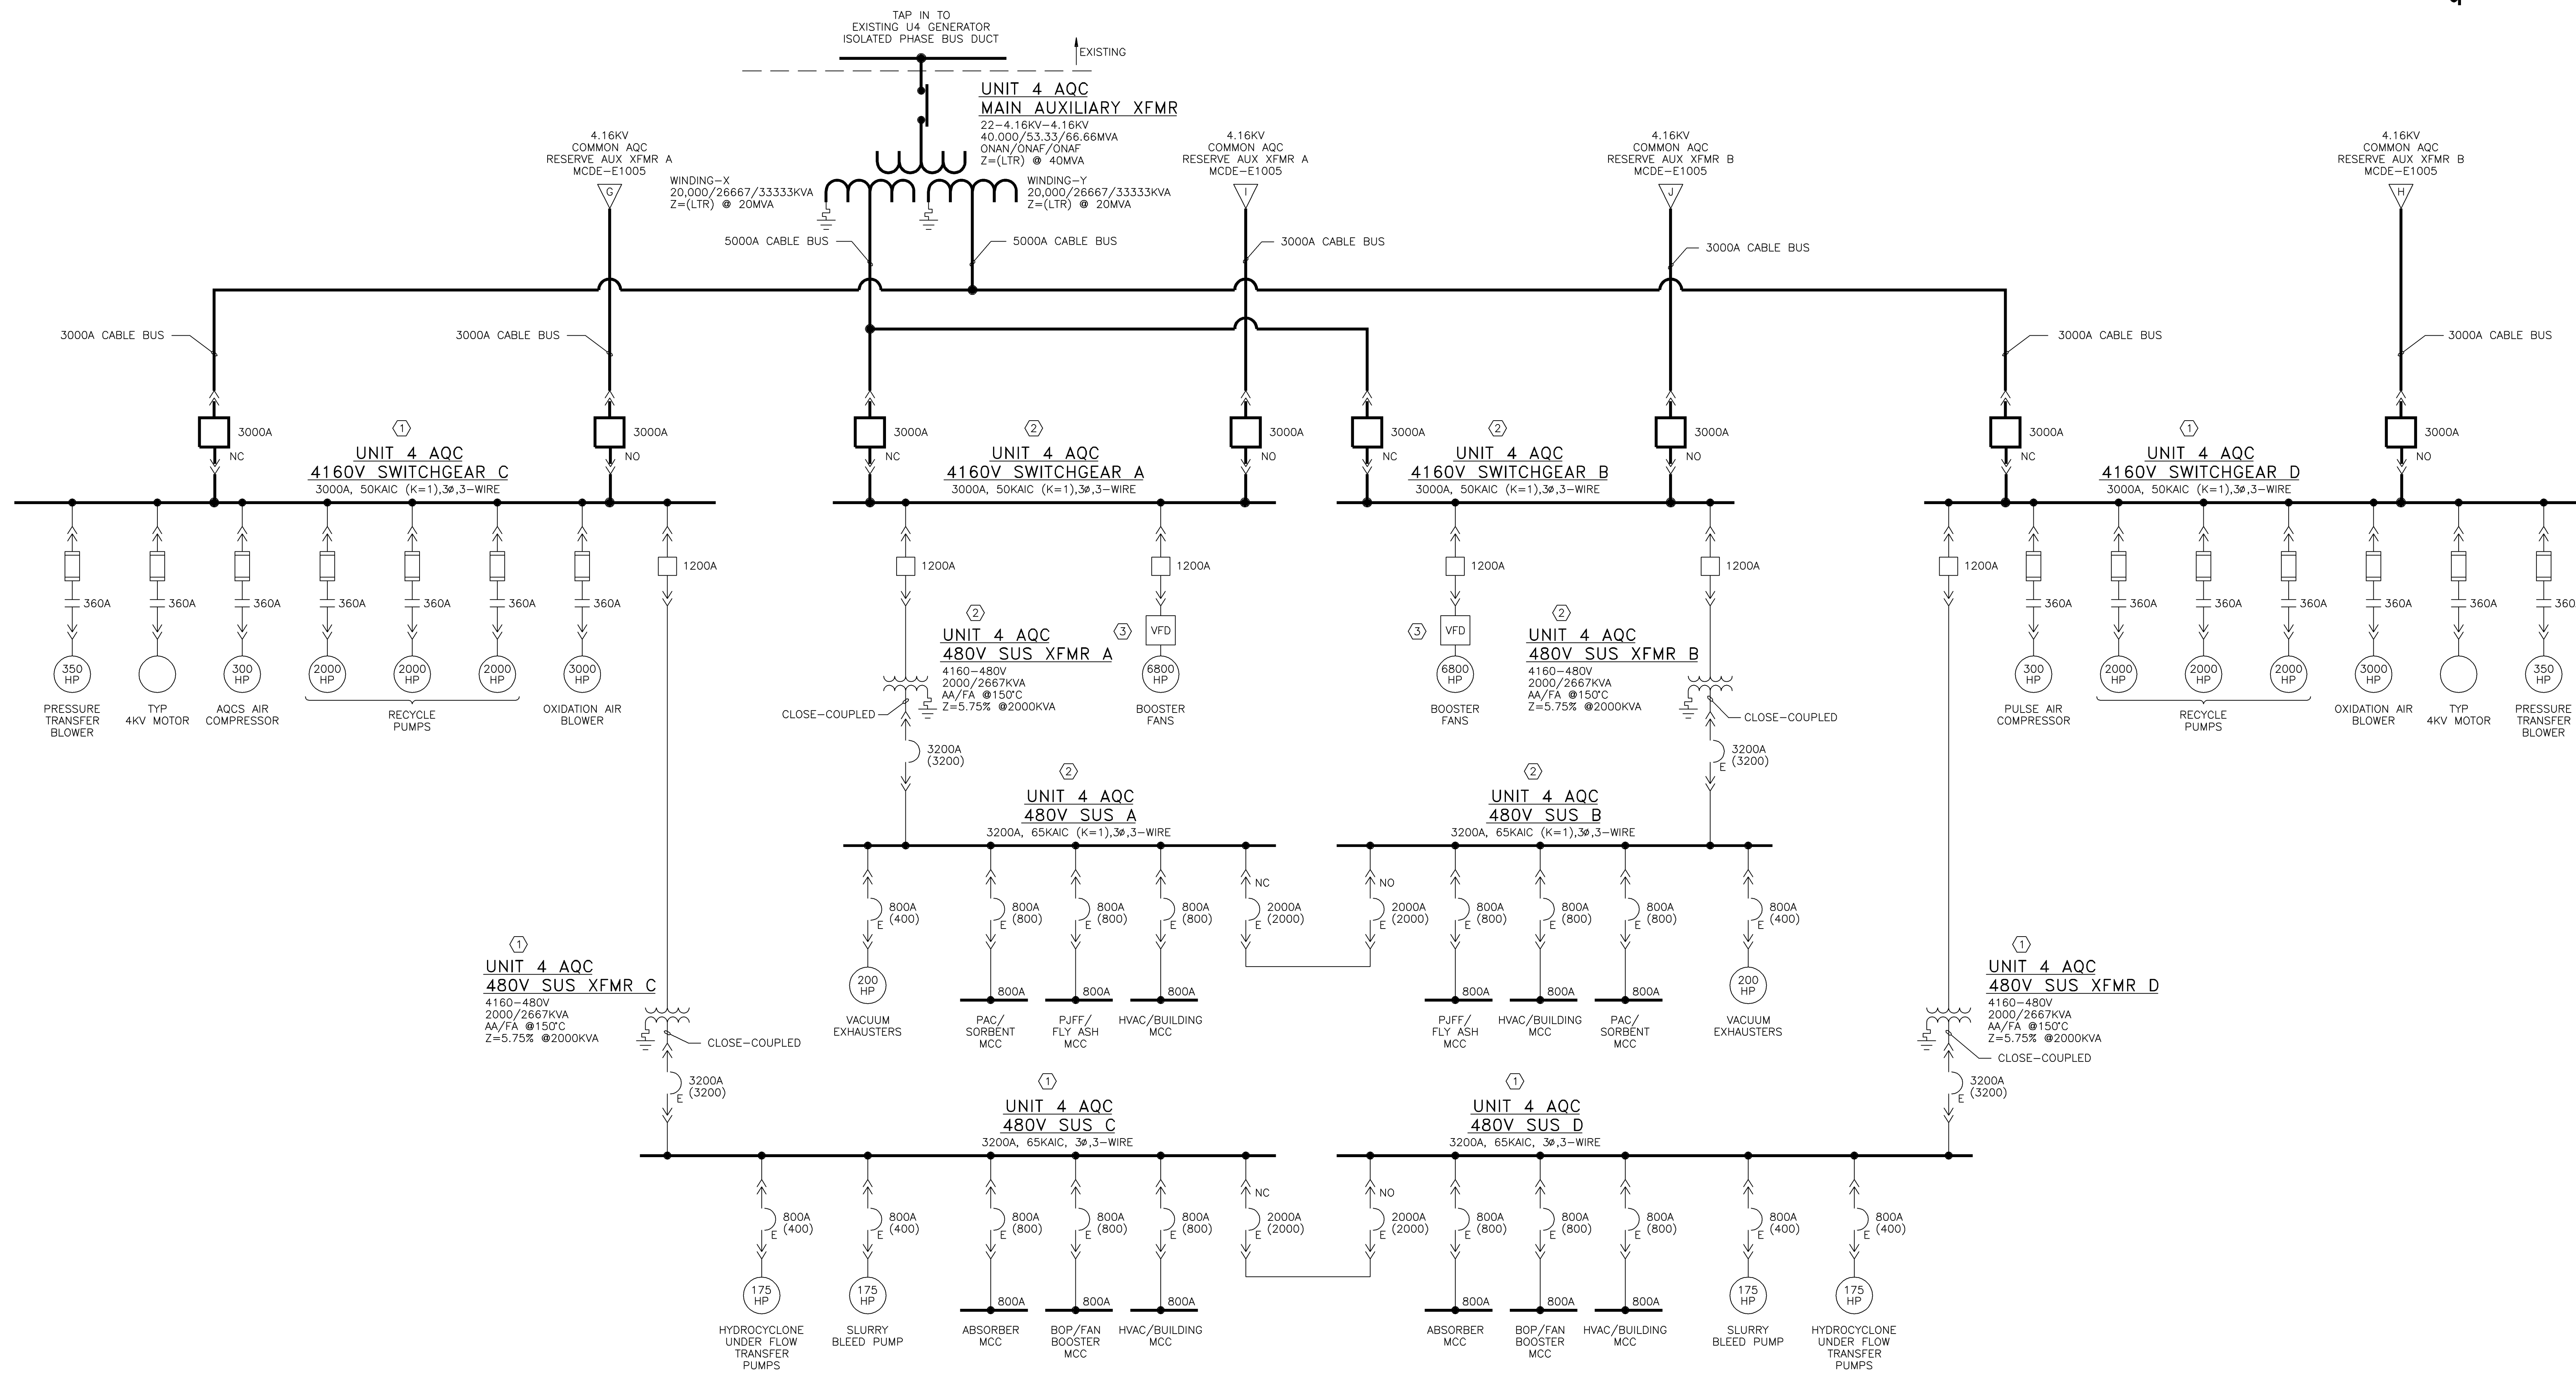 TAP IN TO
EXISTING U4 GENERATOR
ISOLATED PHASE BUS DUCT
EXISTING
UNIT 4 AQC
MAIN AUXILIARY XFMR
22-4.16KV-4.16KV
40.000/53.33/66.66MVA
ONAN/ONAF/ONAF
Z=(LTR) @ 40MVA
4.16KV
COMMON AQC
RESERVE AUX XFMR A
MCDE-E1005
G
WINDING-X
20,000/26667/33333KVA
Z=(LTR) @ 20MVA
WINDING-Y
20,000/26667/33333KVA
Z=(LTR) @ 20MVA
4.16KV
COMMON AQC
RESERVE AUX XFMR A
MCDE-E1005
I
4.16KV
COMMON AQC
RESERVE AUX XFMR B
MCDE-E1005
J
4.16KV
COMMON AQC
RESERVE AUX XFMR B
MCDE-E1005
H
5000A CABLE BUS
5000A CABLE BUS
3000A CABLE BUS
3000A CABLE BUS
3000A CABLE BUS
3000A CABLE BUS
3000A CABLE BUS
3000A CABLE BUS
3000A
NC
1
UNIT 4 AQC
4160V SWITCHGEAR C
3000A, 50KAIC (K=1),3ø,3-WIRE
3000A
NO
3000A
NC
2
UNIT 4 AQC
4160V SWITCHGEAR A
3000A, 50KAIC (K=1),3ø,3-WIRE
3000A
NO
3000A
NC
2
UNIT 4 AQC
4160V SWITCHGEAR B
3000A, 50KAIC (K=1),3ø,3-WIRE
3000A
NO
3000A
NC
1
UNIT 4 AQC
4160V SWITCHGEAR D
3000A, 50KAIC (K=1),3ø,3-WIRE
3000A
NO
360A
350
HP
PRESSURE
TRANSFER
BLOWER
360A
TYP
4KV MOTOR
360A
300
HP
AQCS AIR
COMPRESSOR
360A
2000
HP
360A
2000
HP
360A
2000
HP
RECYCLE
PUMPS
360A
3000
HP
OXIDATION AIR
BLOWER
1200A
1200A
2
UNIT 4 AQC
480V SUS XFMR A
4160-480V
2000/2667KVA
AA/FA @150°C
Z=5.75% @2000KVA
CLOSE-COUPLED
3200A
(3200)
1200A
3
VFD
6800
HP
BOOSTER
FANS
1200A
3
VFD
6800
HP
BOOSTER
FANS
1200A
2
UNIT 4 AQC
480V SUS XFMR B
4160-480V
2000/2667KVA
AA/FA @150°C
Z=5.75% @2000KVA
CLOSE-COUPLED
3200A
E (3200)
1200A
360A
300
HP
PULSE AIR
COMPRESSOR
360A
2000
HP
360A
2000
HP
360A
2000
HP
RECYCLE
PUMPS
360A
3000
HP
OXIDATION AIR
BLOWER
360A
TYP
4KV MOTOR
350
HP
PRESSURE
TRANSFER
BLOWER
2
UNIT 4 AQC
480V SUS A
3200A, 65KAIC (K=1),3ø,3-WIRE
2
UNIT 4 AQC
480V SUS B
3200A, 65KAIC (K=1),3ø,3-WIRE
800A
E (400)
200
HP
VACUUM
EXHAUSTERS
800A
E (800)
800A
PAC/
SORBENT
MCC
800A
E (800)
800A
PJFF/
FLY ASH
MCC
800A
E (800)
800A
HVAC/BUILDING
MCC
NC
2000A
E (2000)
NO
2000A
E (2000)
800A
E (800)
800A
PJFF/
FLY ASH
MCC
800A
E (800)
800A
HVAC/BUILDING
MCC
800A
E (800)
800A
PAC/
SORBENT
MCC
800A
E (400)
200
HP
VACUUM
EXHAUSTERS
1
UNIT 4 AQC
480V SUS XFMR C
4160-480V
2000/2667KVA
AA/FA @150°C
Z=5.75% @2000KVA
CLOSE-COUPLED
3200A
E (3200)
1
UNIT 4 AQC
480V SUS XFMR D
4160-480V
2000/2667KVA
AA/FA @150°C
Z=5.75% @2000KVA
CLOSE-COUPLED
3200A
E (3200)
1
UNIT 4 AQC
480V SUS C
3200A, 65KAIC, 3ø,3-WIRE
1
UNIT 4 AQC
480V SUS D
3200A, 65KAIC, 3ø,3-WIRE
800A
E (400)
175
HP
HYDROCYCLONE
UNDER FLOW
TRANSFER
PUMPS
800A
E (400)
175
HP
SLURRY
BLEED PUMP
800A
E (800)
800A
ABSORBER
MCC
800A
E (800)
800A
BOP/FAN
BOOSTER
MCC
800A
E (800)
800A
HVAC/BUILDING
MCC
NC
2000A
E (2000)
NO
2000A
E (2000)
800A
E (800)
800A
ABSORBER
MCC
800A
E (800)
800A
BOP/FAN
BOOSTER
MCC
800A
E (800)
800A
HVAC/BUILDING
MCC
800A
E (400)
175
HP
SLURRY
BLEED PUMP
800A
E (400)
175
HP
HYDROCYCLONE
UNDER FLOW
TRANSFER
PUMPS